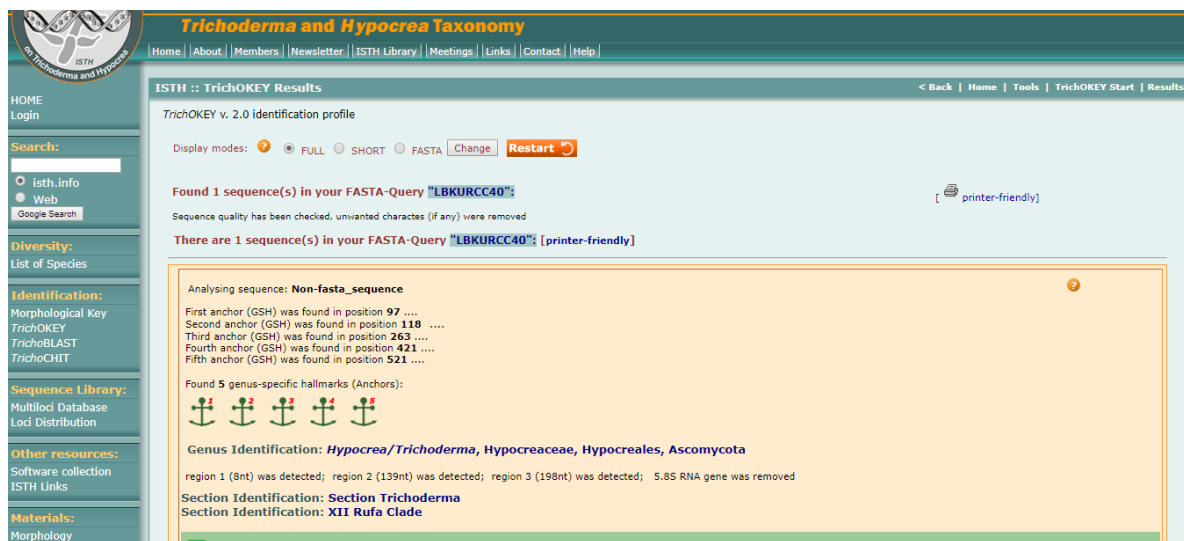 Trichoderma and Hypocrea Taxonomy
Home | About | Members | Newsletter | ISTH Library | Meetings | Links | Contact | Help |
ISTH
on Trichoderma and Hypocrea
ISTH :: TrichOKEY Results
< Back | Home | Tools | TrichOKEY Start | Results
HOME
Login
Search:
isth.info
Web
Google Search
Diversity:
List of Species
Identification:
Morphological Key
TrichOKEY
TrichoBLAST
TrichoCHIT
Sequence Library:
Multiloci Database
Loci Distribution
Other resources:
Software collection
ISTH Links
Materials:
Morphology
TrichOKEY v. 2.0 identification profile
Display modes: ? FULL SHORT FASTA Change Restart
Found 1 sequence(s) in your FASTA-Query "LBKURCC40":
[ printer-friendly]
Sequence quality has been checked, unwanted charactes (if any) were removed
There are 1 sequence(s) in your FASTA-Query "LBKURCC40": [printer-friendly]
Analysing sequence: Non-fasta_sequence
?
First anchor (GSH) was found in position 97 ....
Second anchor (GSH) was found in position 118 ....
Third anchor (GSH) was found in position 263 ....
Fourth anchor (GSH) was found in position 421 ....
Fifth anchor (GSH) was found in position 521 ....
Found 5 genus-specific hallmarks (Anchors):
1 2 3 4 5
Genus Identification: Hypocrea/Trichoderma, Hypocreaceae, Hypocreales, Ascomycota
region 1 (8nt) was detected; region 2 (139nt) was detected; region 3 (198nt) was detected; 5.8S RNA gene was removed
Section Identification: Section Trichoderma
Section Identification: XII Rufa Clade